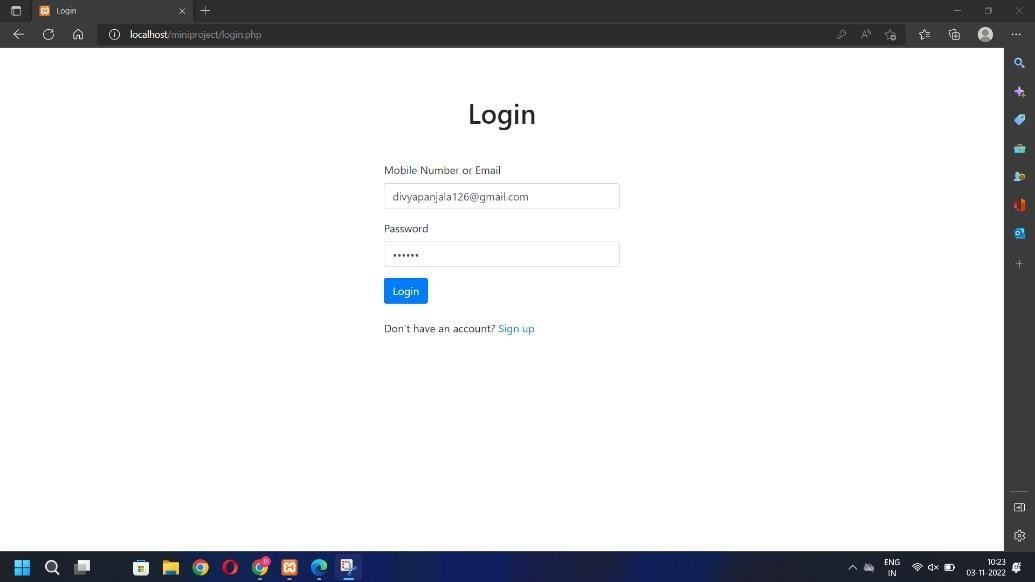 Login
localhost/miniproject/login.php
Login
Mobile Number or Email
divyapanjala126@gmail.com
Password
••••••
Login
Don't have an account? Sign up
ENG
IN
10:23
03-11-2022